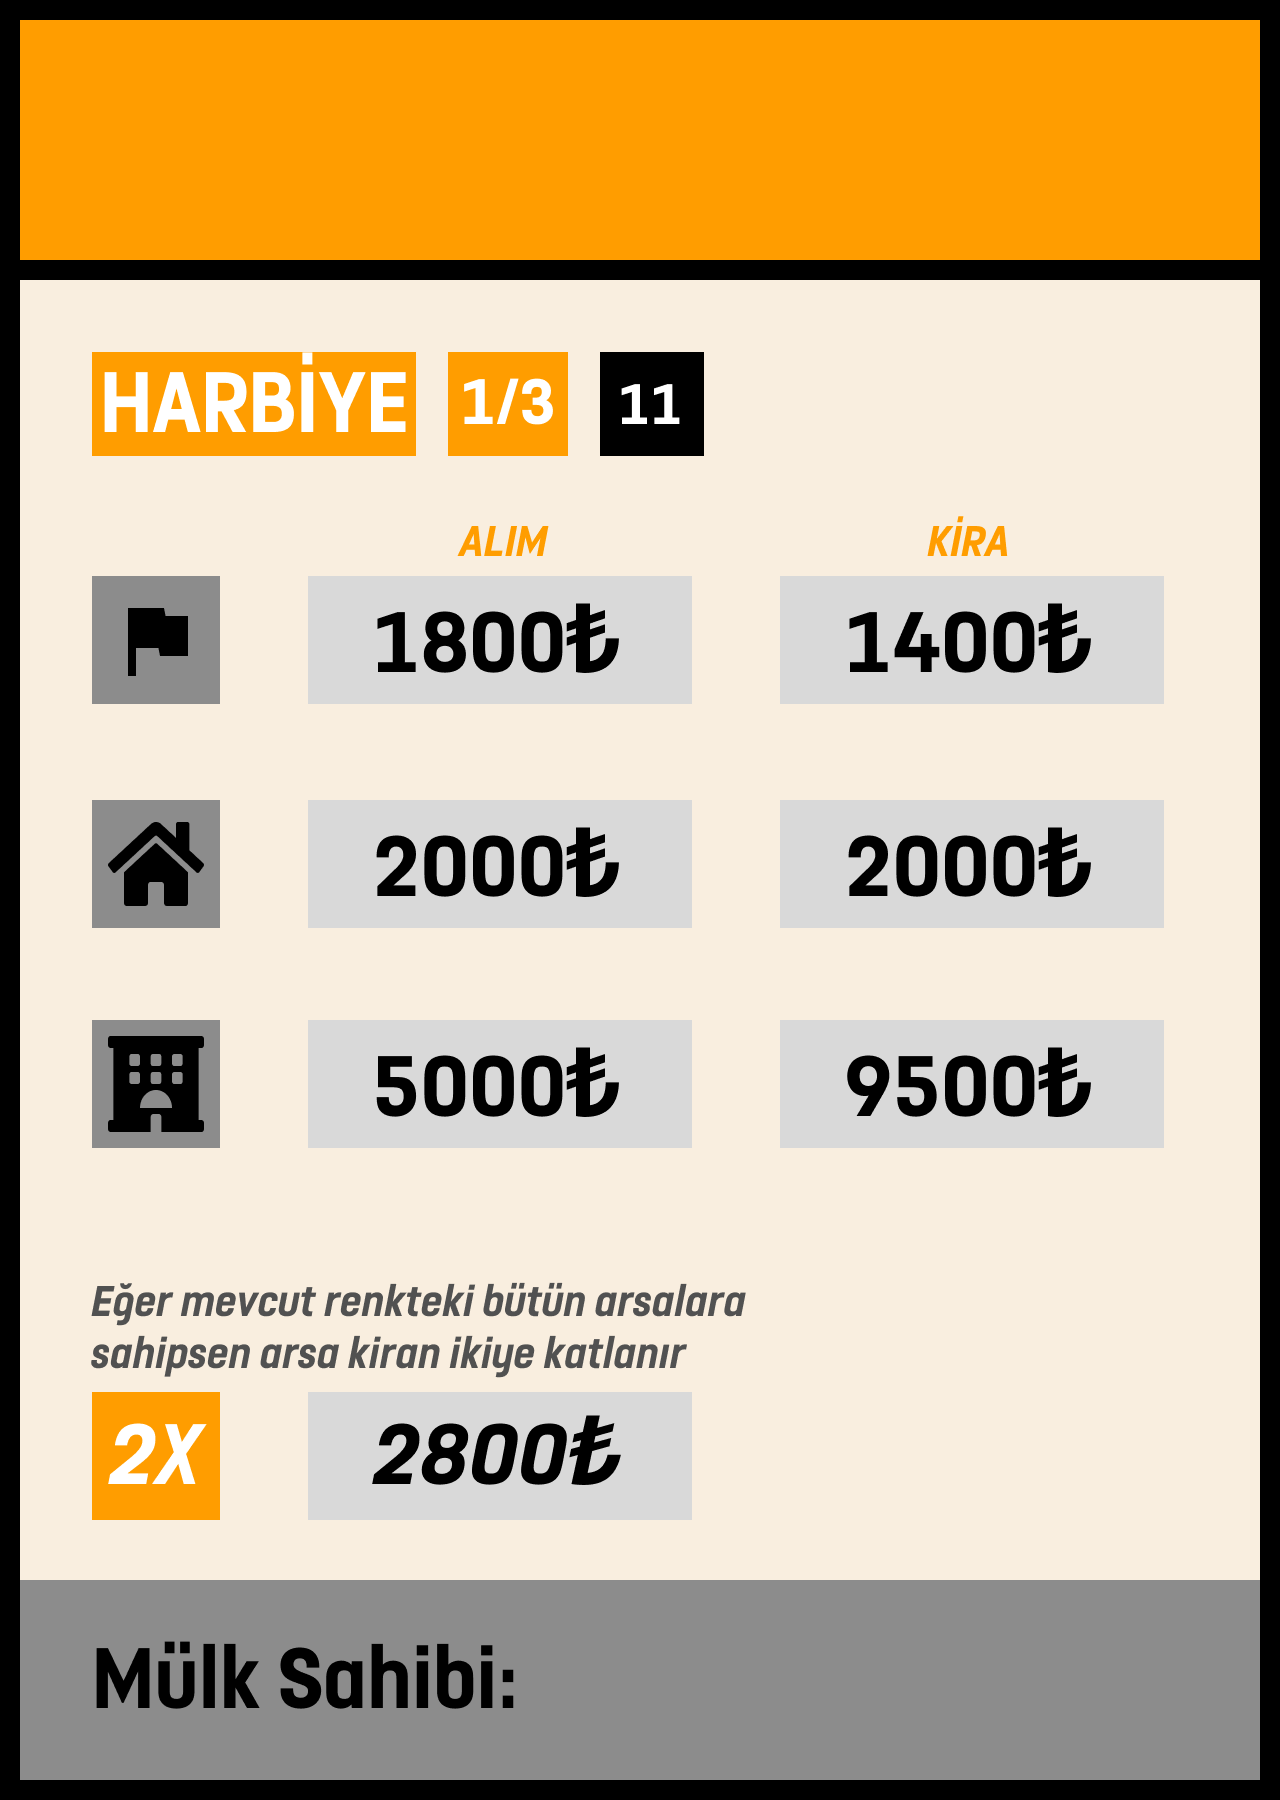 HARBİYE 1/3 11
ALIM KİRA
1800₺ 1400₺
2000₺ 2000₺
5000₺ 9500₺
Eğer mevcut renkteki bütün arsalara
sahipsen arsa kiran ikiye katlanır
2X 2800₺
Mülk Sahibi: